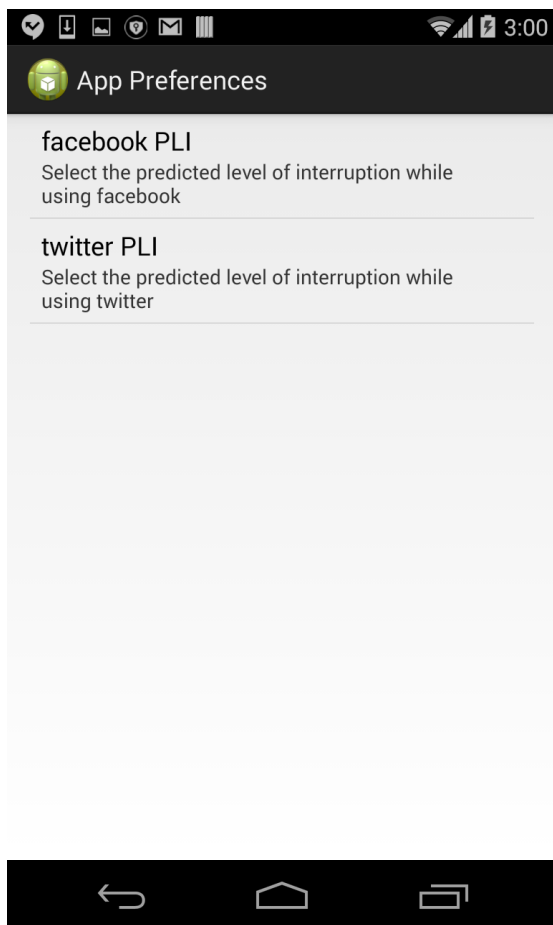 3:00
App Preferences
facebook PLI
Select the predicted level of interruption while
using facebook
twitter PLI
Select the predicted level of interruption while
using twitter